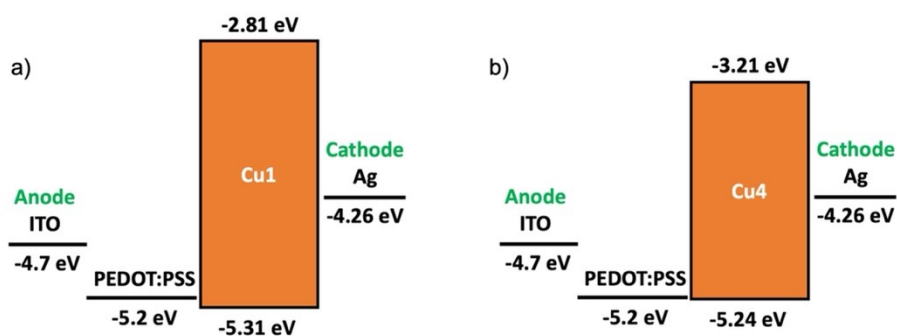 a)
-2.81 eV
Cu1
Cathode
Ag
-4.26 eV
Anode
ITO
-4.7 eV
PEDOT:PSS
-5.2 eV
-5.31 eV
b)
-3.21 eV
Cu4
Cathode
Ag
-4.26 eV
Anode
ITO
-4.7 eV
PEDOT:PSS
-5.2 eV
-5.24 eV